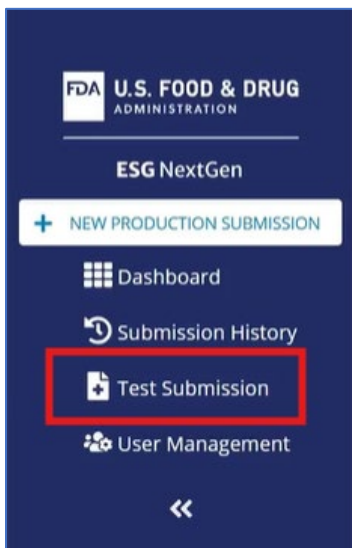 FDA U.S. FOOD & DRUG
ADMINISTRATION
ESG NextGen
+ NEW PRODUCTION SUBMISSION
Dashboard
Submission History
Test Submission
User Management
«